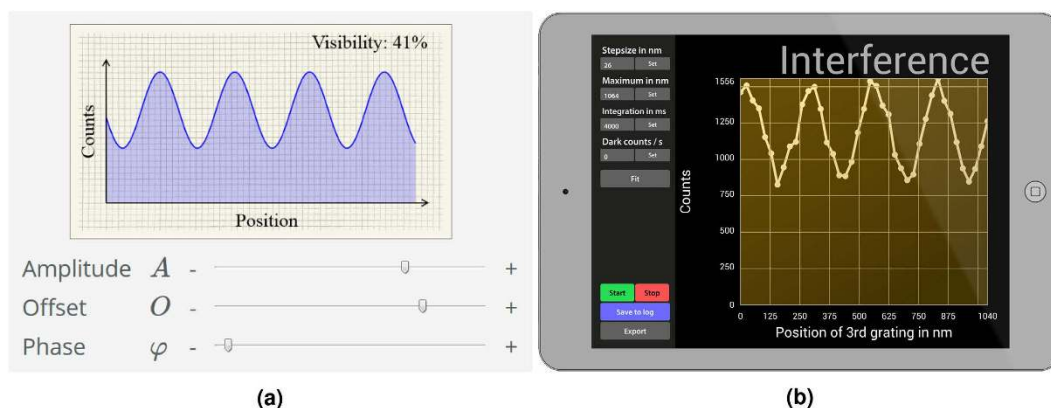 Visibility: 41%
Counts
Position
Amplitude A - +
Offset O - +
Phase φ - +
(a)
Interference
Stepsize in nm
26 Set
Maximum in nm
1064 Set
Integration in ms
4000 Set
Dark counts / s
0 Set
Fit
Start Stop
Save to log
Export
Counts
1556
1250
1000
750
500
250
0
0 125 250 375 500 625 750 875 1040
Position of 3rd grating in nm
(b)